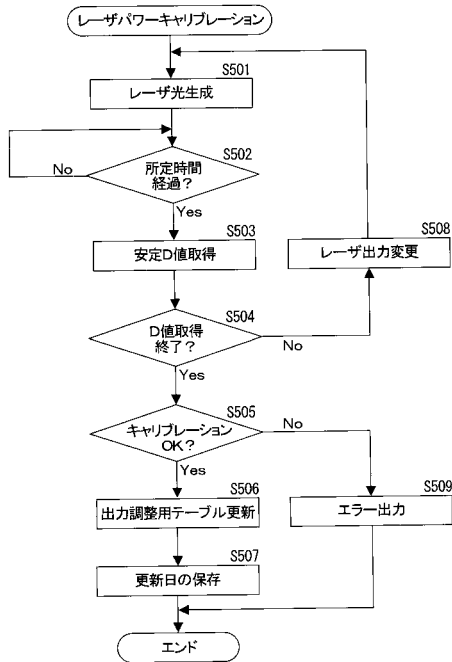 レーザパワーキャリブレーション
S501
レーザ光生成
S502
所定時間
経過?
No
Yes
S503
安定D値取得
S508
レーザ出力変更
S504
D値取得
終了?
No
Yes
S505
キャリブレーション
OK?
No
Yes
S506
出力調整用テーブル更新
S509
エラー出力
S507
更新日の保存
エンド